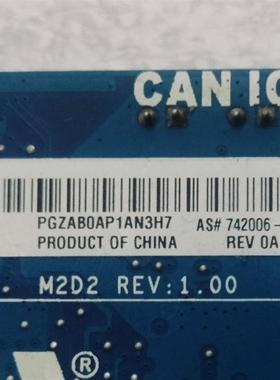 CAN IC
PGZAB0AP1AN3H7 AS# 742006-
PRODUCT OF CHINA REV 0A
M2D2 REV:1.00
®